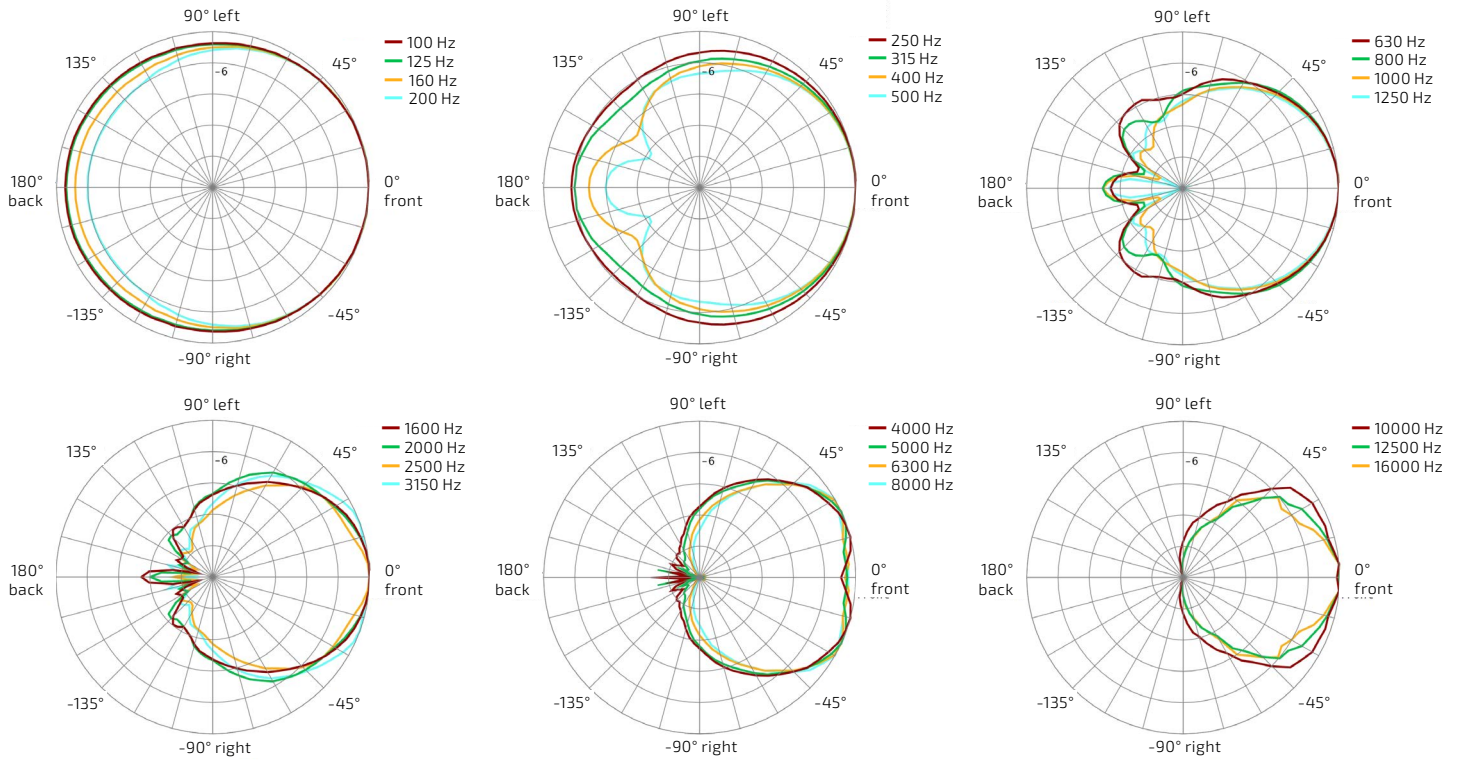 90° left
135°
45°
-6
180°
back
0°
front
-135°
-45°
-90° right
100 Hz
125 Hz
160 Hz
200 Hz
90° left
135°
45°
-6
180°
back
0°
front
-135°
-45°
-90° right
250 Hz
315 Hz
400 Hz
500 Hz
90° left
135°
45°
-6
180°
back
0°
front
-135°
-45°
-90° right
630 Hz
800 Hz
1000 Hz
1250 Hz
90° left
135°
45°
-6
180°
back
0°
front
-135°
-45°
-90° right
1600 Hz
2000 Hz
2500 Hz
3150 Hz
90° left
135°
45°
-6
180°
back
0°
front
-135°
-45°
-90° right
4000 Hz
5000 Hz
6300 Hz
8000 Hz
90° left
135°
45°
-6
180°
back
0°
front
-135°
-45°
-90° right
10000 Hz
12500 Hz
16000 Hz